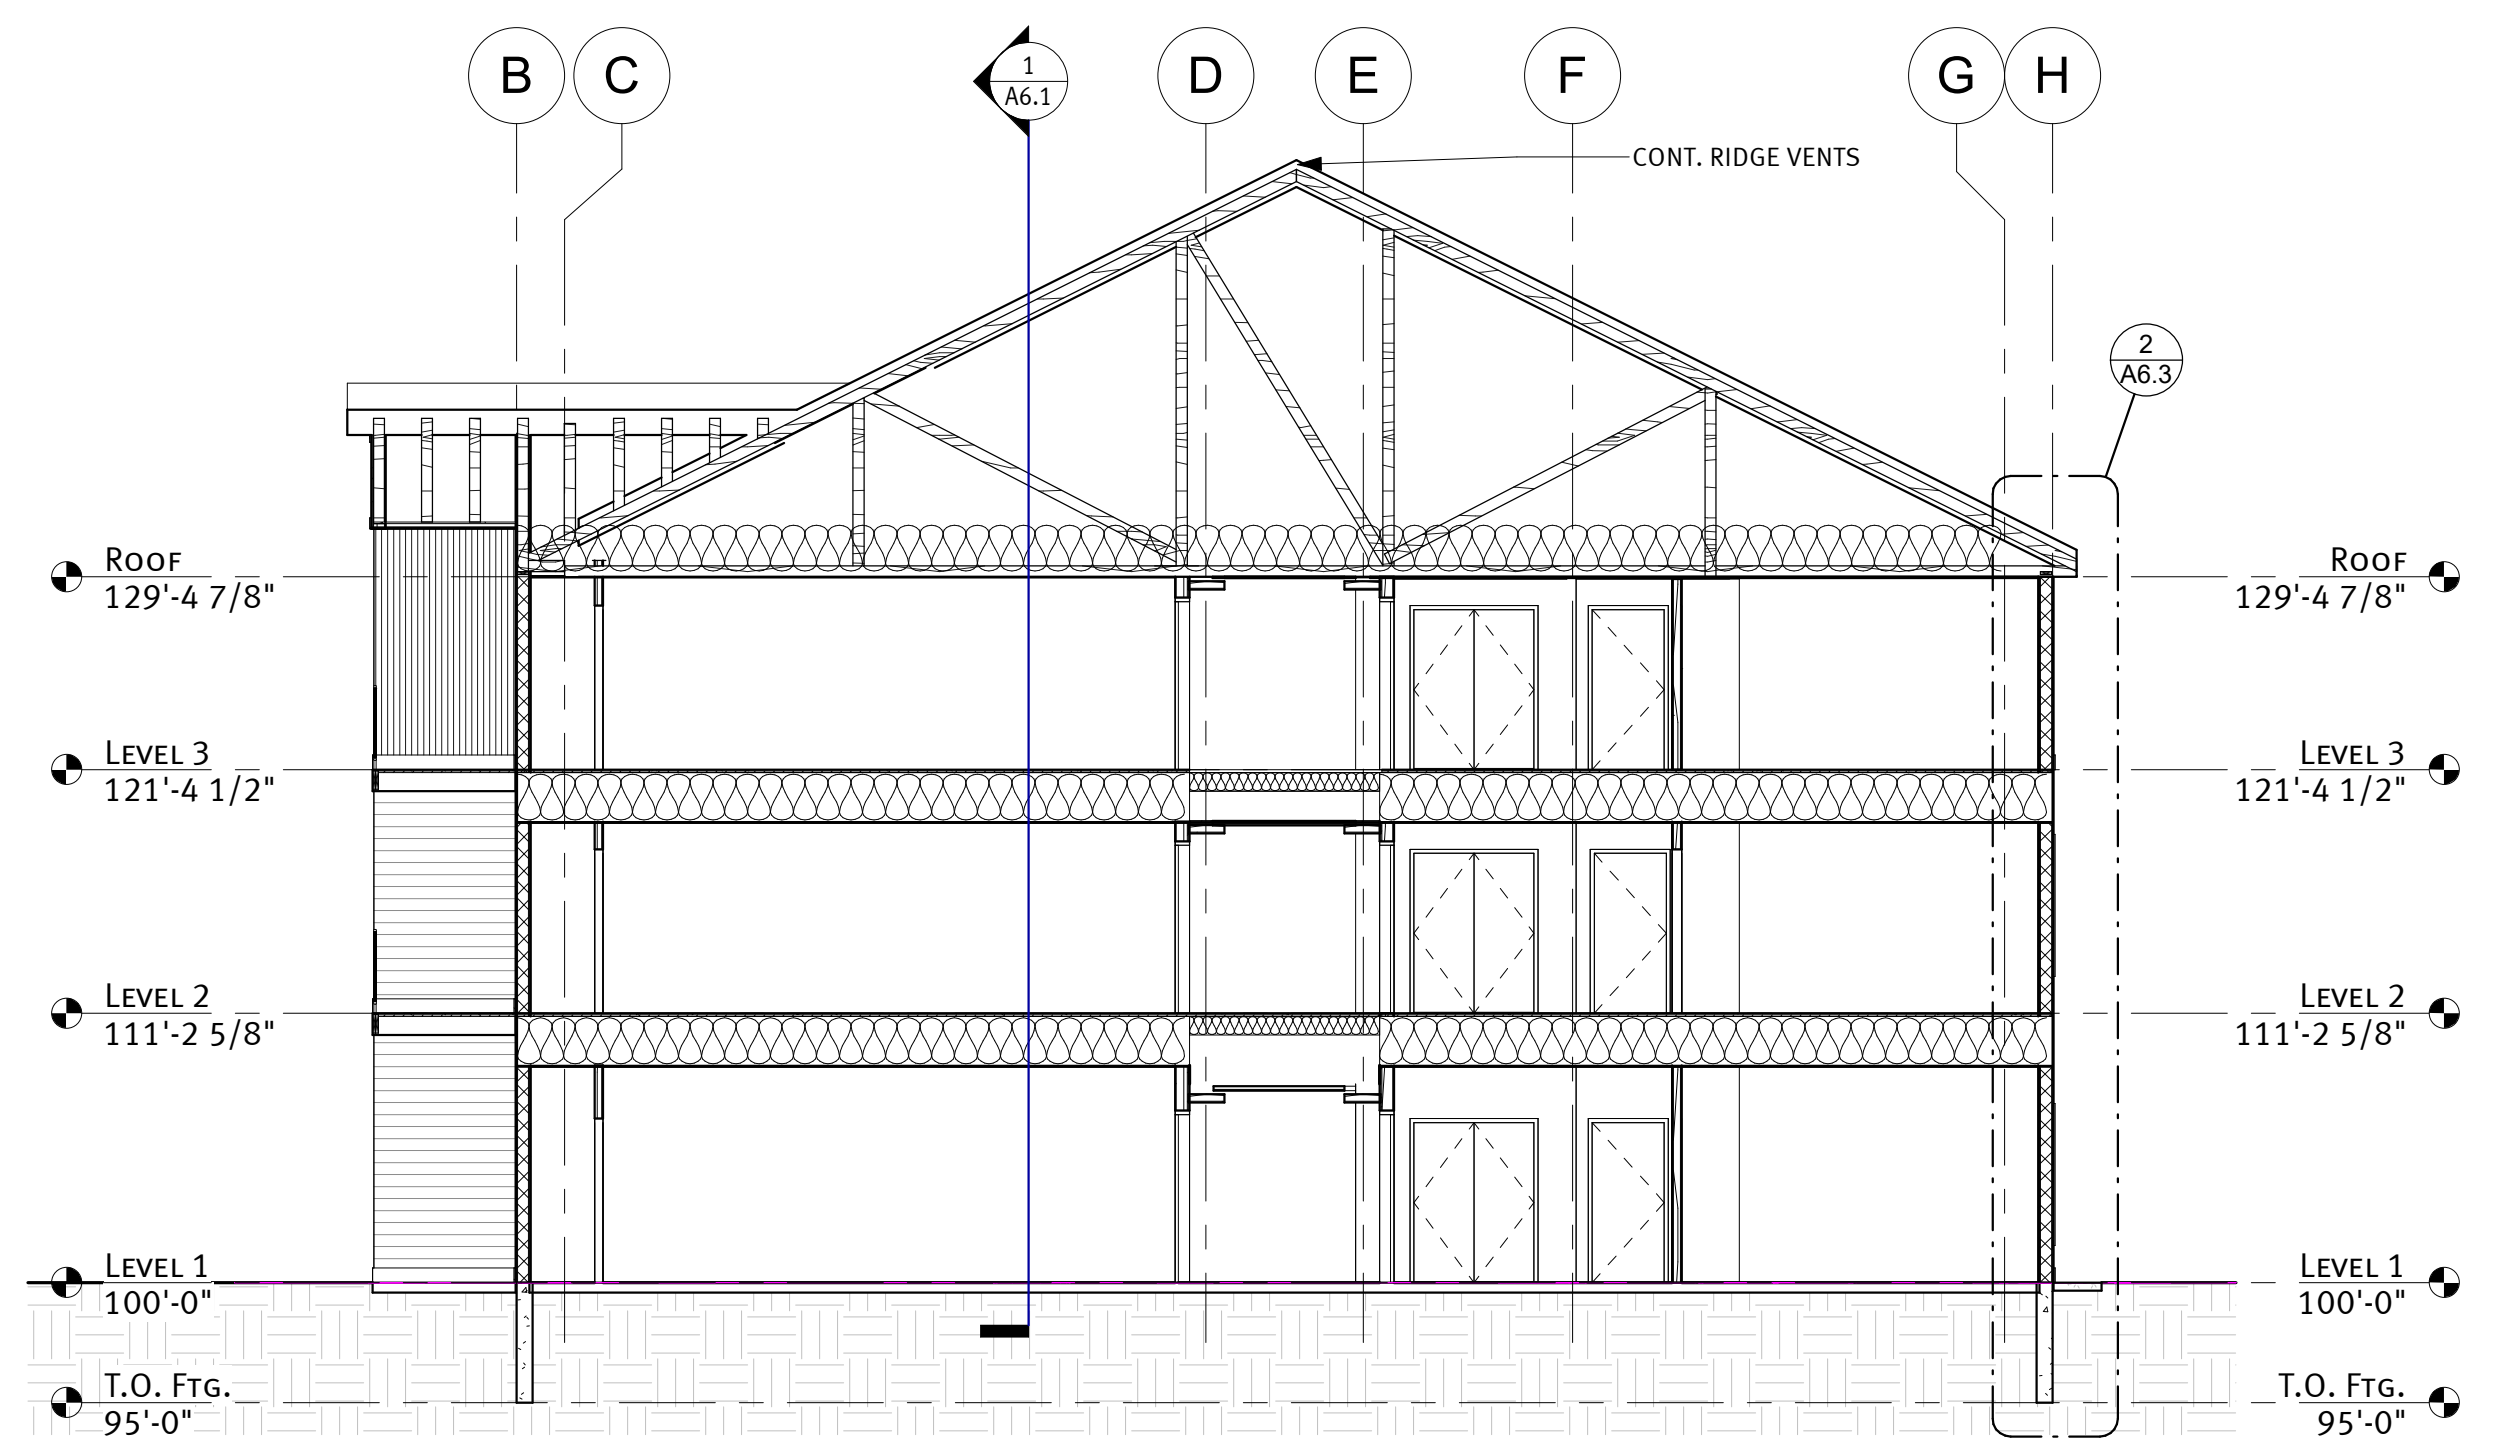 B C 1 D E F G H
A6.1
CONT. RIDGE VENTS
2
A6.3
ROOF
129'-4 7/8"
ROOF
129'-4 7/8"
LEVEL 3
121'-4 1/2"
LEVEL 3
121'-4 1/2"
LEVEL 2
111'-2 5/8"
LEVEL 2
111'-2 5/8"
LEVEL 1
100'-0"
LEVEL 1
100'-0"
T.O. FTG.
95'-0"
T.O. FTG.
95'-0"